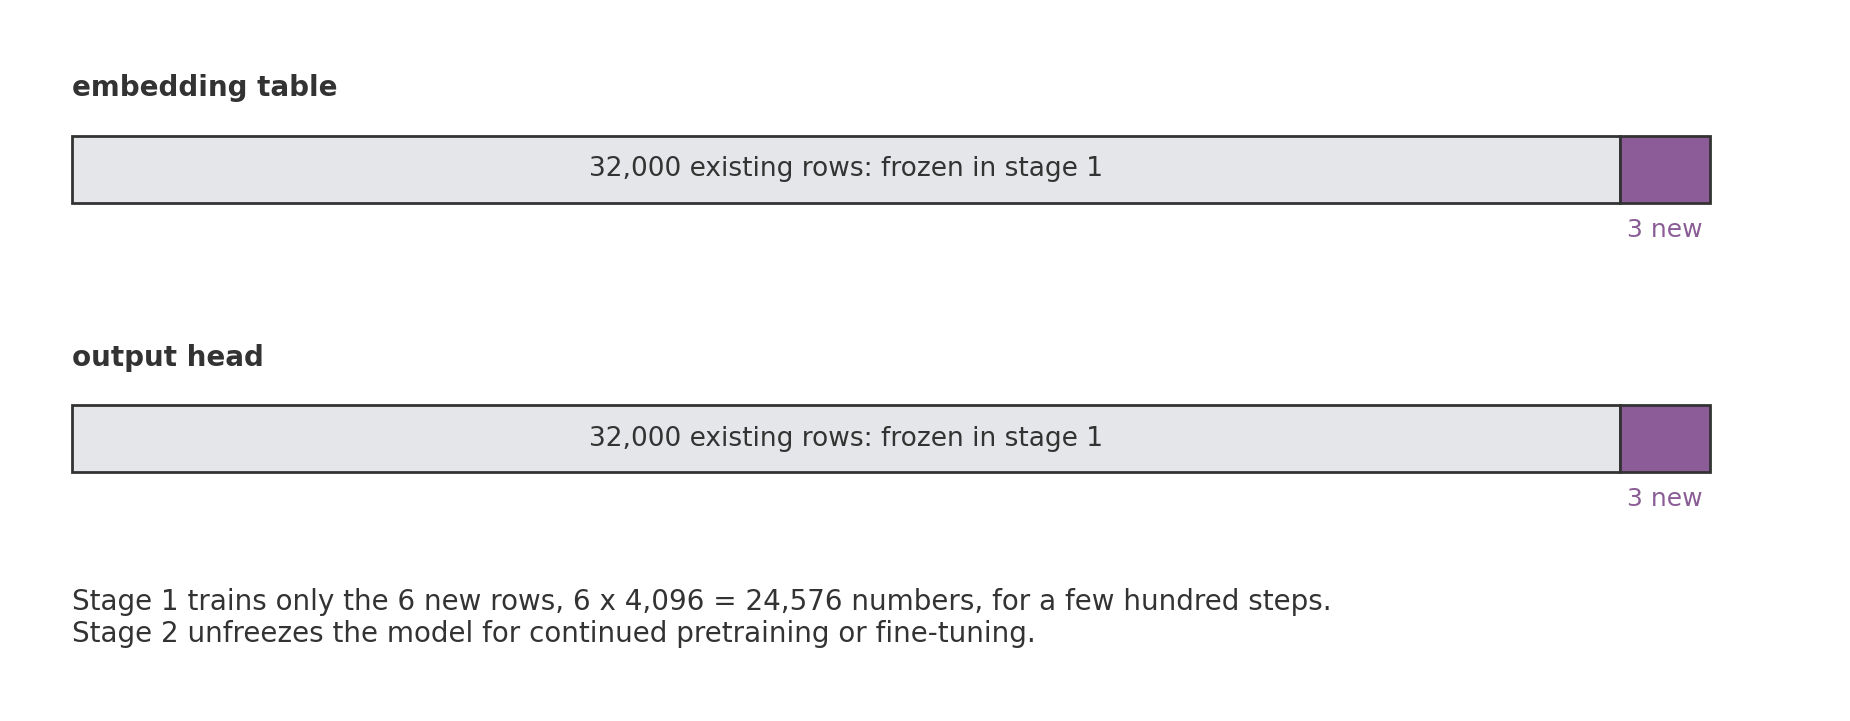 embedding table
32,000 existing rows: frozen in stage 1
3 new
output head
32,000 existing rows: frozen in stage 1
3 new
Stage 1 trains only the 6 new rows, 6 x 4,096 = 24,576 numbers, for a few hundred steps.
Stage 2 unfreezes the model for continued pretraining or fine-tuning.